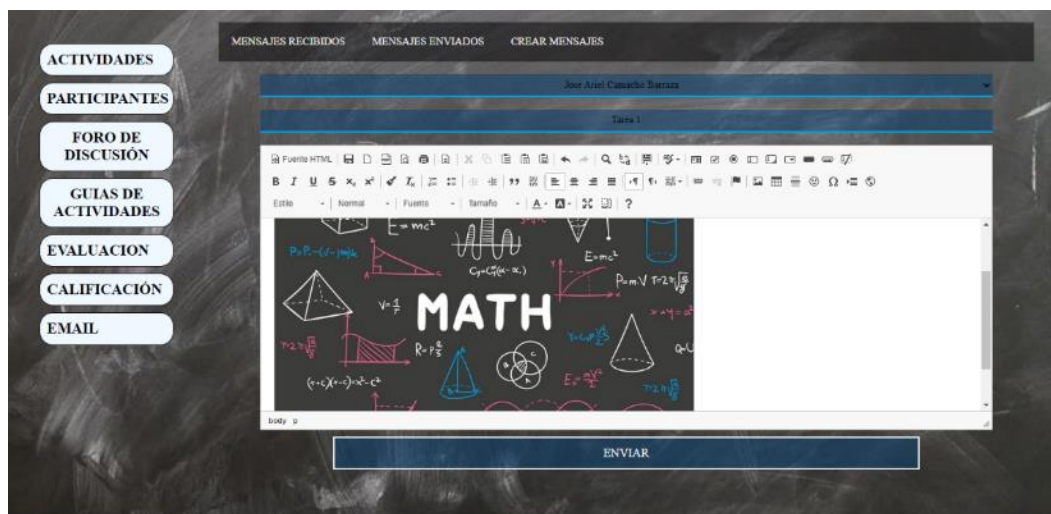 MENSAJES RECIBIDOS MENSAJES ENVIADOS CREAR MENSAJES
ACTIVIDADES
PARTICIPANTES
FORO DE
DISCUSIÓN
GUIAS DE
ACTIVIDADES
EVALUACION
CALIFICACIÓN
EMAIL
Jose Ariel Camacho Barraza
Tarea 1
Fuente HTML
Estilo Normal Fuente Tamaño
E=mc²
E=mc²
MATH
body p
ENVIAR